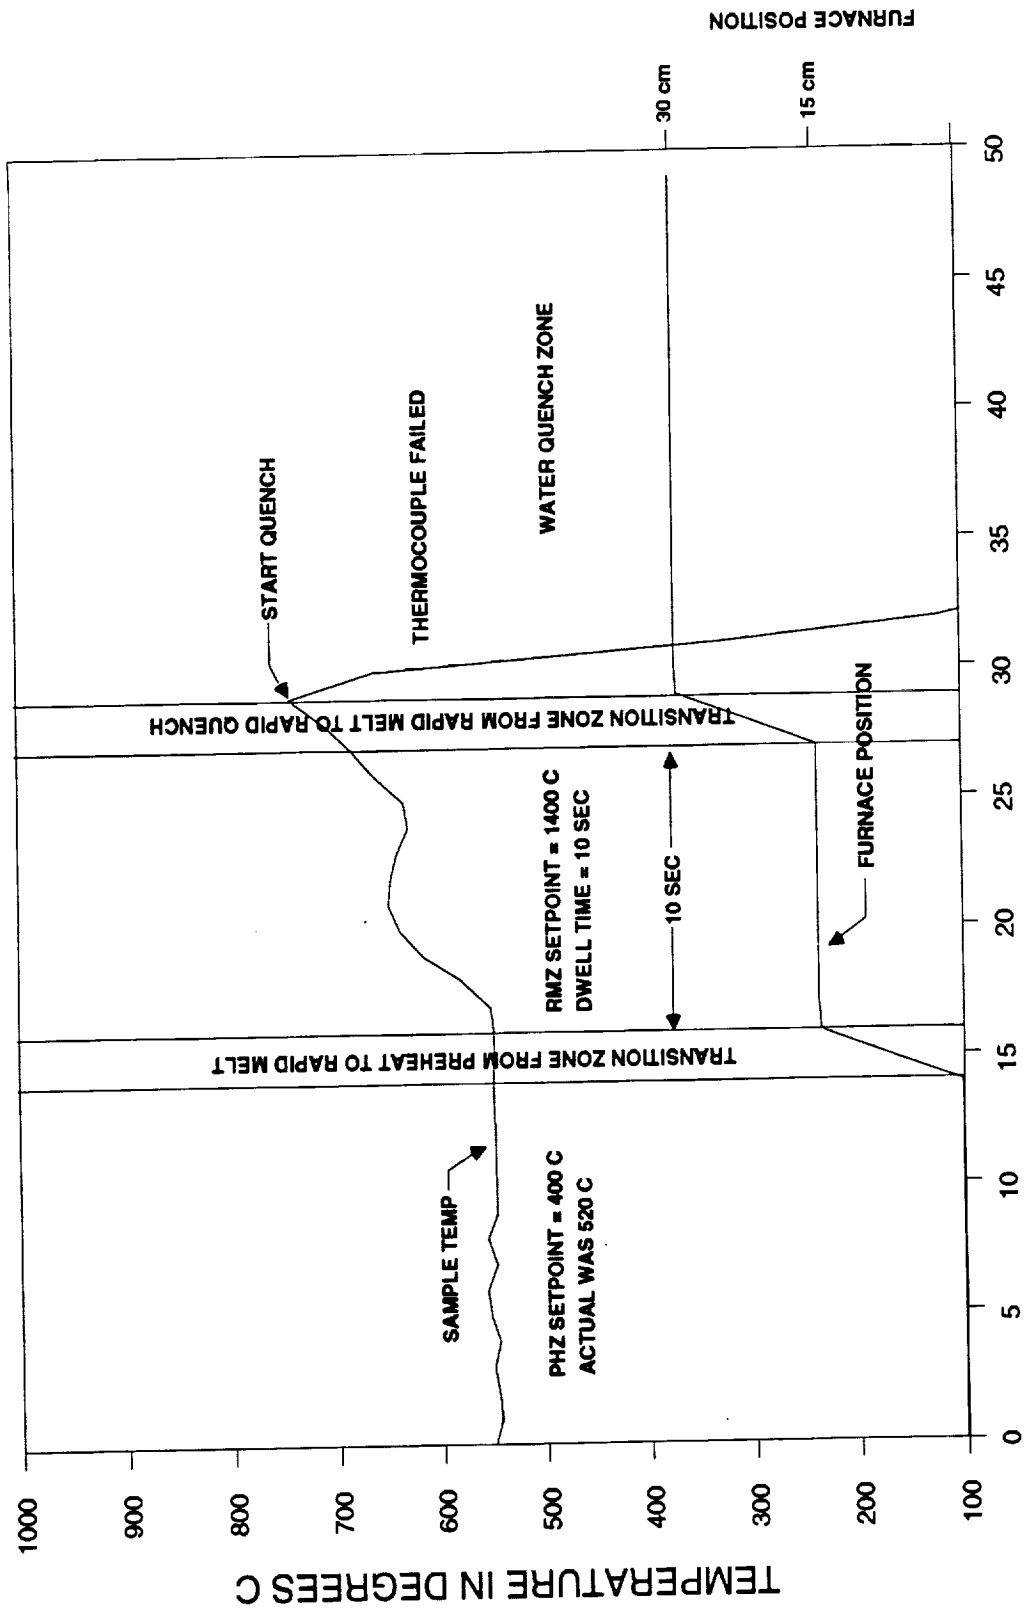 TEMPERATURE IN DEGREES C
1000
900
800
700
600
500
400
300
200
100
0
5
10
15
20
25
30
35
40
45
50
FURNACE POSITION
30 cm
15 cm
SAMPLE TEMP
PHZ SETPOINT = 400 C
ACTUAL WAS 520 C
TRANSITION ZONE FROM PREHEAT TO RAPID MELT
RMZ SETPOINT = 1400 C
DWELL TIME = 10 SEC
10 SEC
FURNACE POSITION
TRANSITION ZONE FROM RAPID MELT TO RAPID QUENCH
START QUENCH
THERMOCOUPLE FAILED
WATER QUENCH ZONE